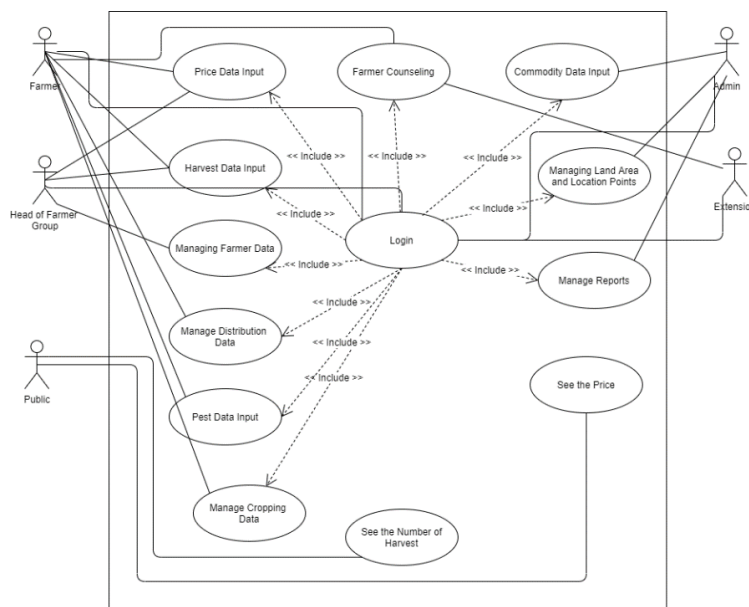 Price Data Input
Farmer Counseling
Commodity Data Input
Farmer
Admin
<< Include >>
<< Include >>
<< Include >>
Harvest Data Input
Managing Land Area
and Location Points
Head of Farmer
Group
Extensio
<< Include >>
<< Include >>
Managing Farmer Data
Login
<< Include >>
<< Include >>
Manage Reports
<< Include >>
Manage Distribution
Data
<< Include >>
<< Include >>
See the Price
Public
Pest Data Input
Manage Cropping
Data
See the Number of
Harvest